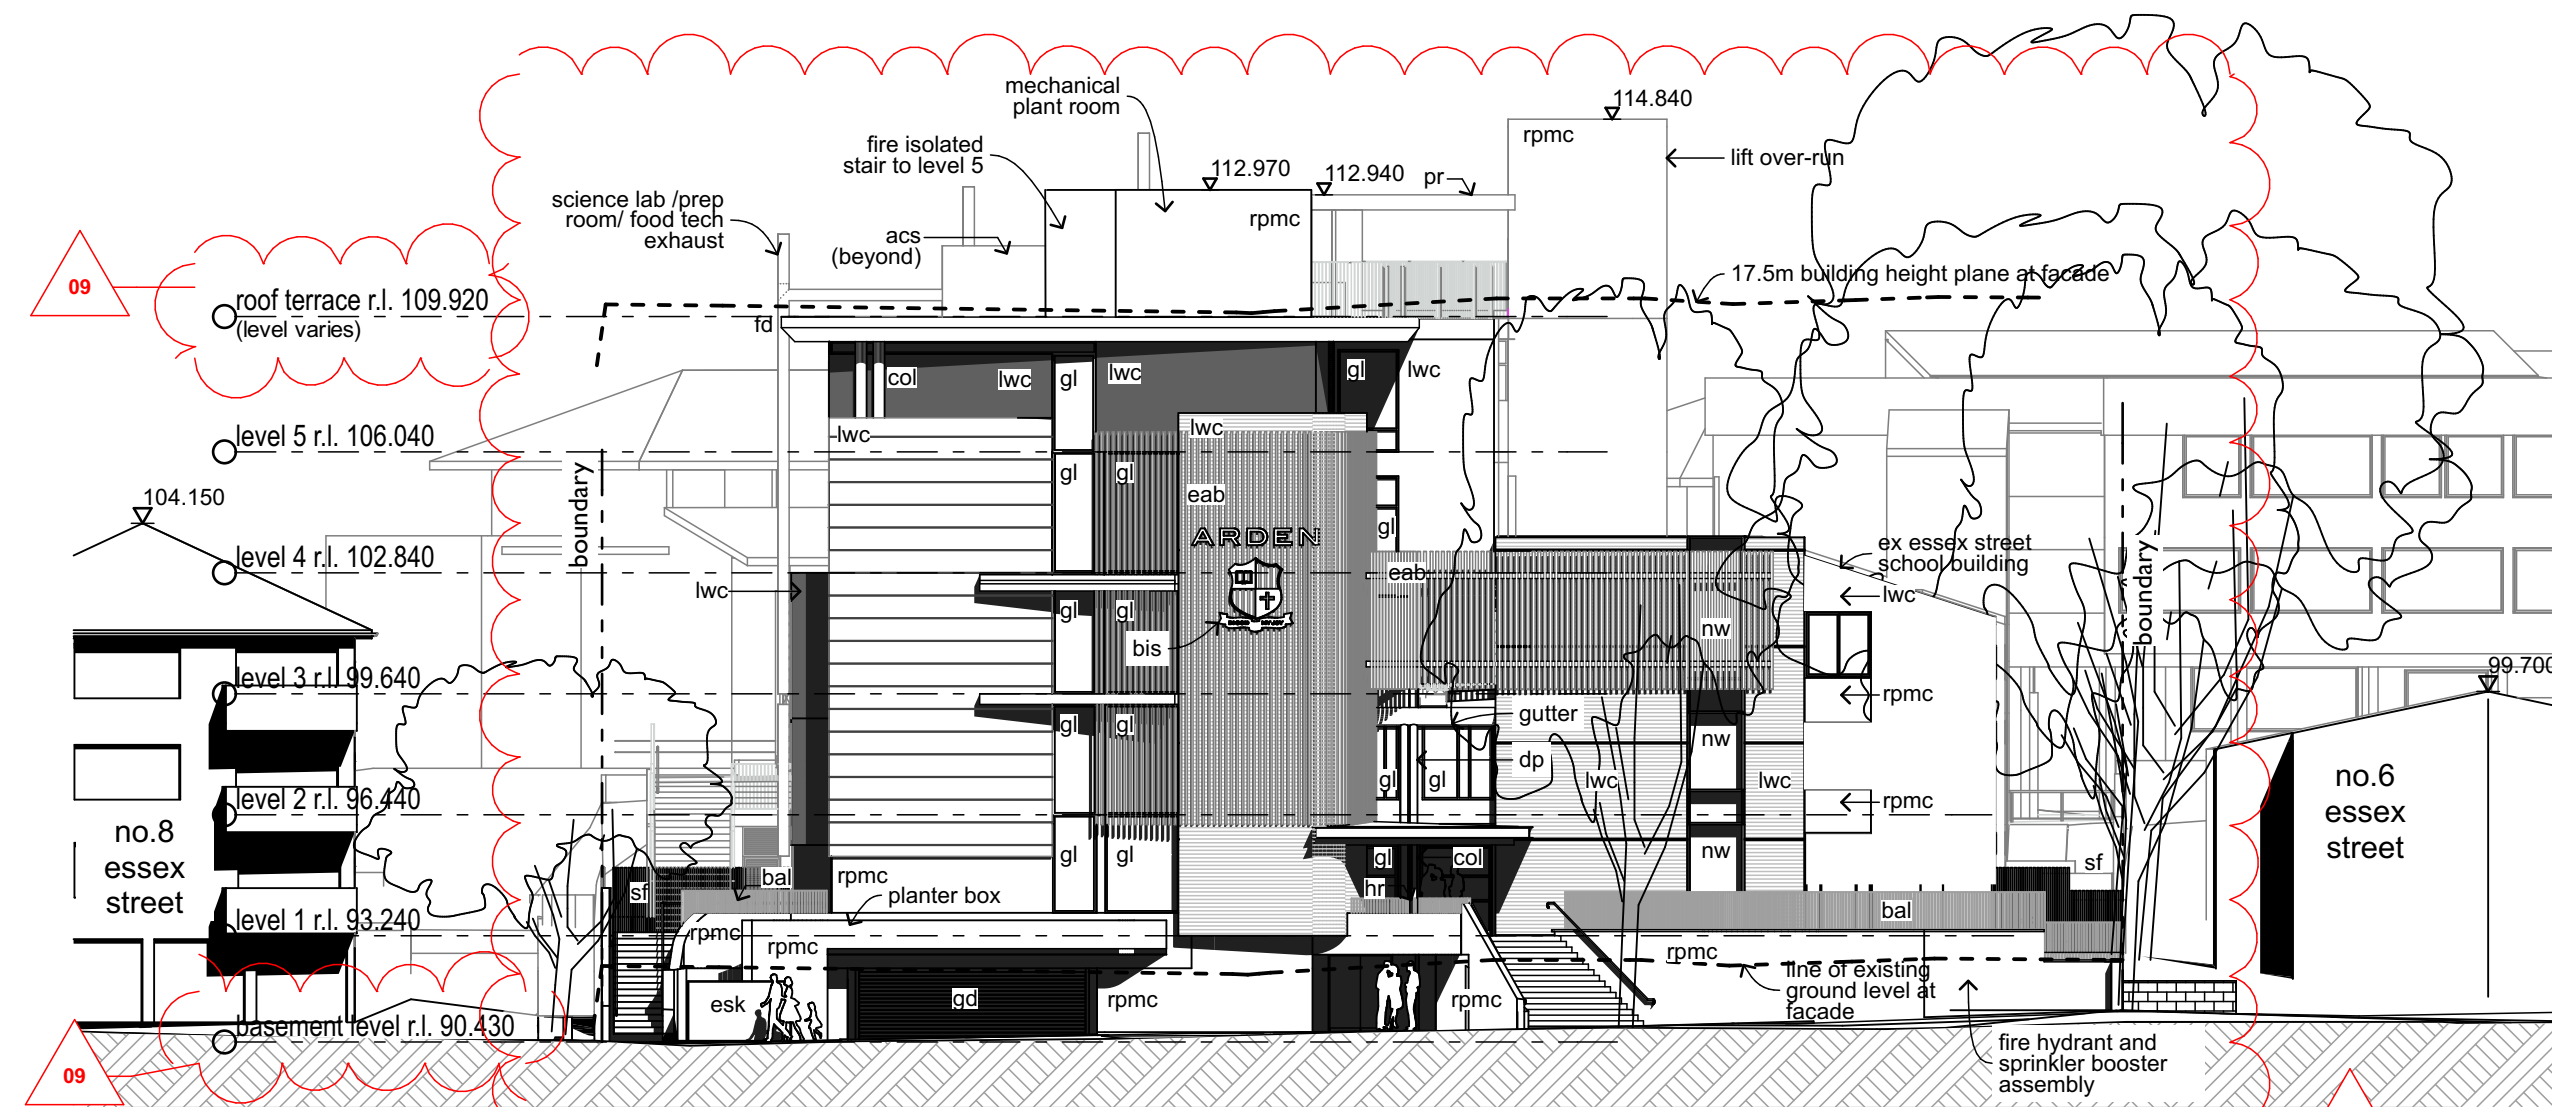 mechanical
plant room
114.840
rpmc
fire isolated
stair to level 5
lift over-run
112.970
112.940
pr
science lab /prep
room/ food tech
exhaust
rpmc
acs
(beyond)
17.5m building height plane at facade
09
roof terrace r.l. 109.920
(level varies)
fd
col
lwc
gl
lwc
gl
lwc
level 5 r.l. 106.040
lwc
lwc
boundary
gl
gl
eab
104.150
gl
ARDEN
level 4 r.l. 102.840
ex essex street
school building
boundary
eab
lwc
lwc
gl
gl
nw
bis
level 3 r.l. 99.640
99.700
rpmc
gl
gl
gutter
nw
dp
gl
gl
lwc
lwc
no.6
essex
street
level 2 r.l. 96.440
rpmc
no.8
essex
street
gl
gl
gl
col
nw
sf
bal
rpmc
sf
hr
planter box
bal
level 1 r.l. 93.240
rpmc
rpmc
rpmc
line of existing
ground level at
facade
esk
gd
rpmc
rpmc
basement level r.l. 90.430
fire hydrant and
sprinkler booster
assembly
09